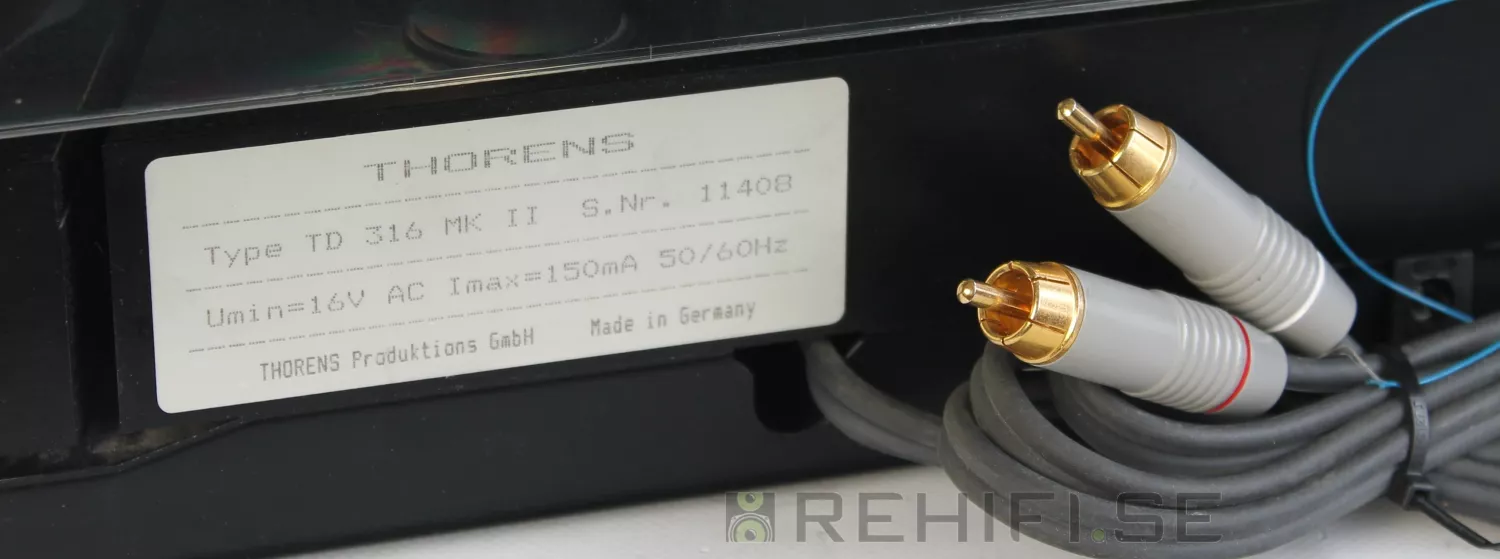 THORENS
Type TD 316 MK II S.Nr. 11408
Umin=16V AC Imax=150mA 50/60Hz
THORENS Produktions GmbH Made in Germany
REHIFI.SE